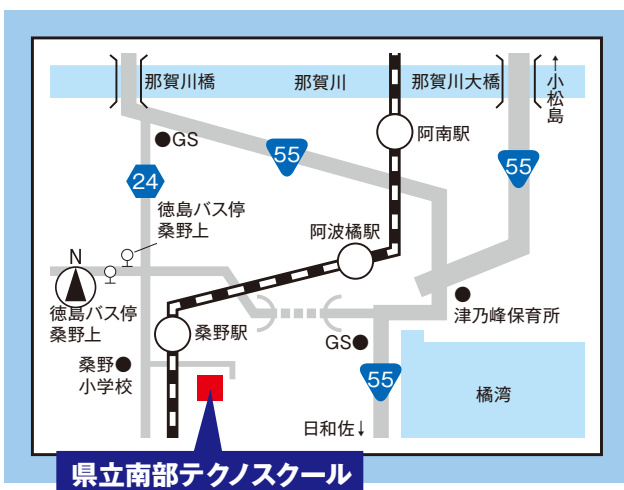 那賀川橋
那賀川
那賀川大橋
↑小松島
●GS
阿南駅
55
55
24
徳島バス停
桑野上
阿波橘駅
N
徳島バス停
桑野上
津乃峰保育所
桑野駅
GS●
桑野●
小学校
55
橘湾
日和佐↓
県立南部テクノスクール